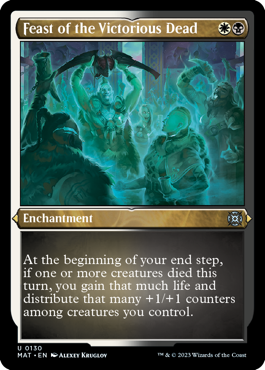 Feast of the Victorious Dead
Enchantment
At the beginning of your end step,
if one or more creatures died this
turn, you gain that much life and
distribute that many +1/+1 counters
among creatures you control.
U 0130
MAT • EN ALEXEY KRUGLOV
™ & © 2023 Wizards of the Coast